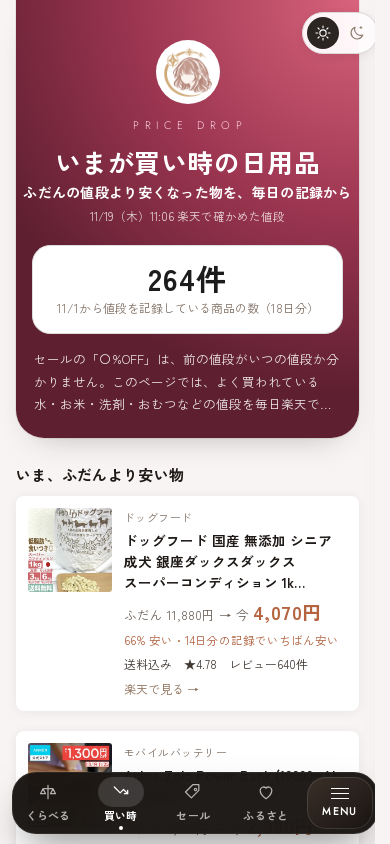 PRICE DROP
いまが買い時の日用品
ふだんの値段より安くなった物を、毎日の記録から
11/19（木）11:06 楽天で確かめた値段
264件
11/1から値段を記録している商品の数（18日分）
セールの「〇%OFF」は、前の値段がいつの値段か分
かりません。このページでは、よく買われている
水・お米・洗剤・おむつなどの値段を毎日楽天で…
いま、ふだんより安い物
ドッグフード
ドッグフード 国産 無添加 シニア
成犬 銀座ダックスダックス
スーパーコンディション 1k…
ふだん 11,880円 → 今 4,070円
66% 安い・14日分の記録でいちばん安い
送料込み ★4.78 レビュー640件
楽天で見る →
モバイルバッテリー
1,300円
くらべる
買い時
セール
ふるさと
MENU